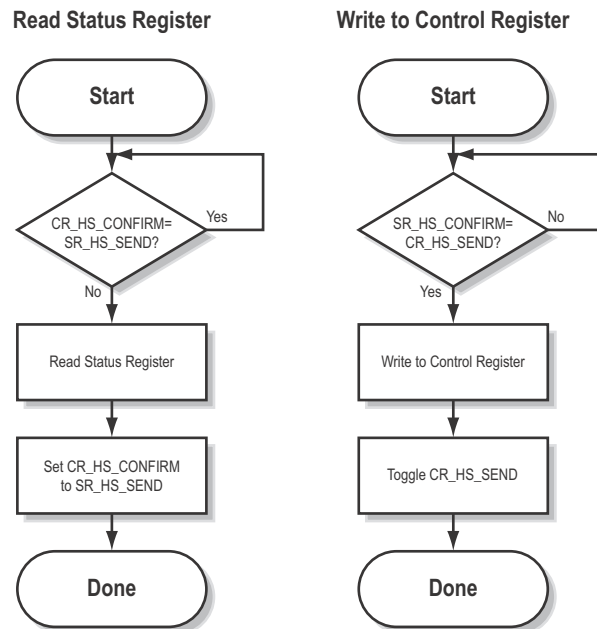 Read Status Register
Start
CR_HS_CONFIRM=
SR_HS_SEND?
Yes
No
Read Status Register
Set CR_HS_CONFIRM
to SR_HS_SEND
Done
Write to Control Register
Start
SR_HS_CONFIRM=
CR_HS_SEND?
No
Yes
Write to Control Register
Toggle CR_HS_SEND
Done